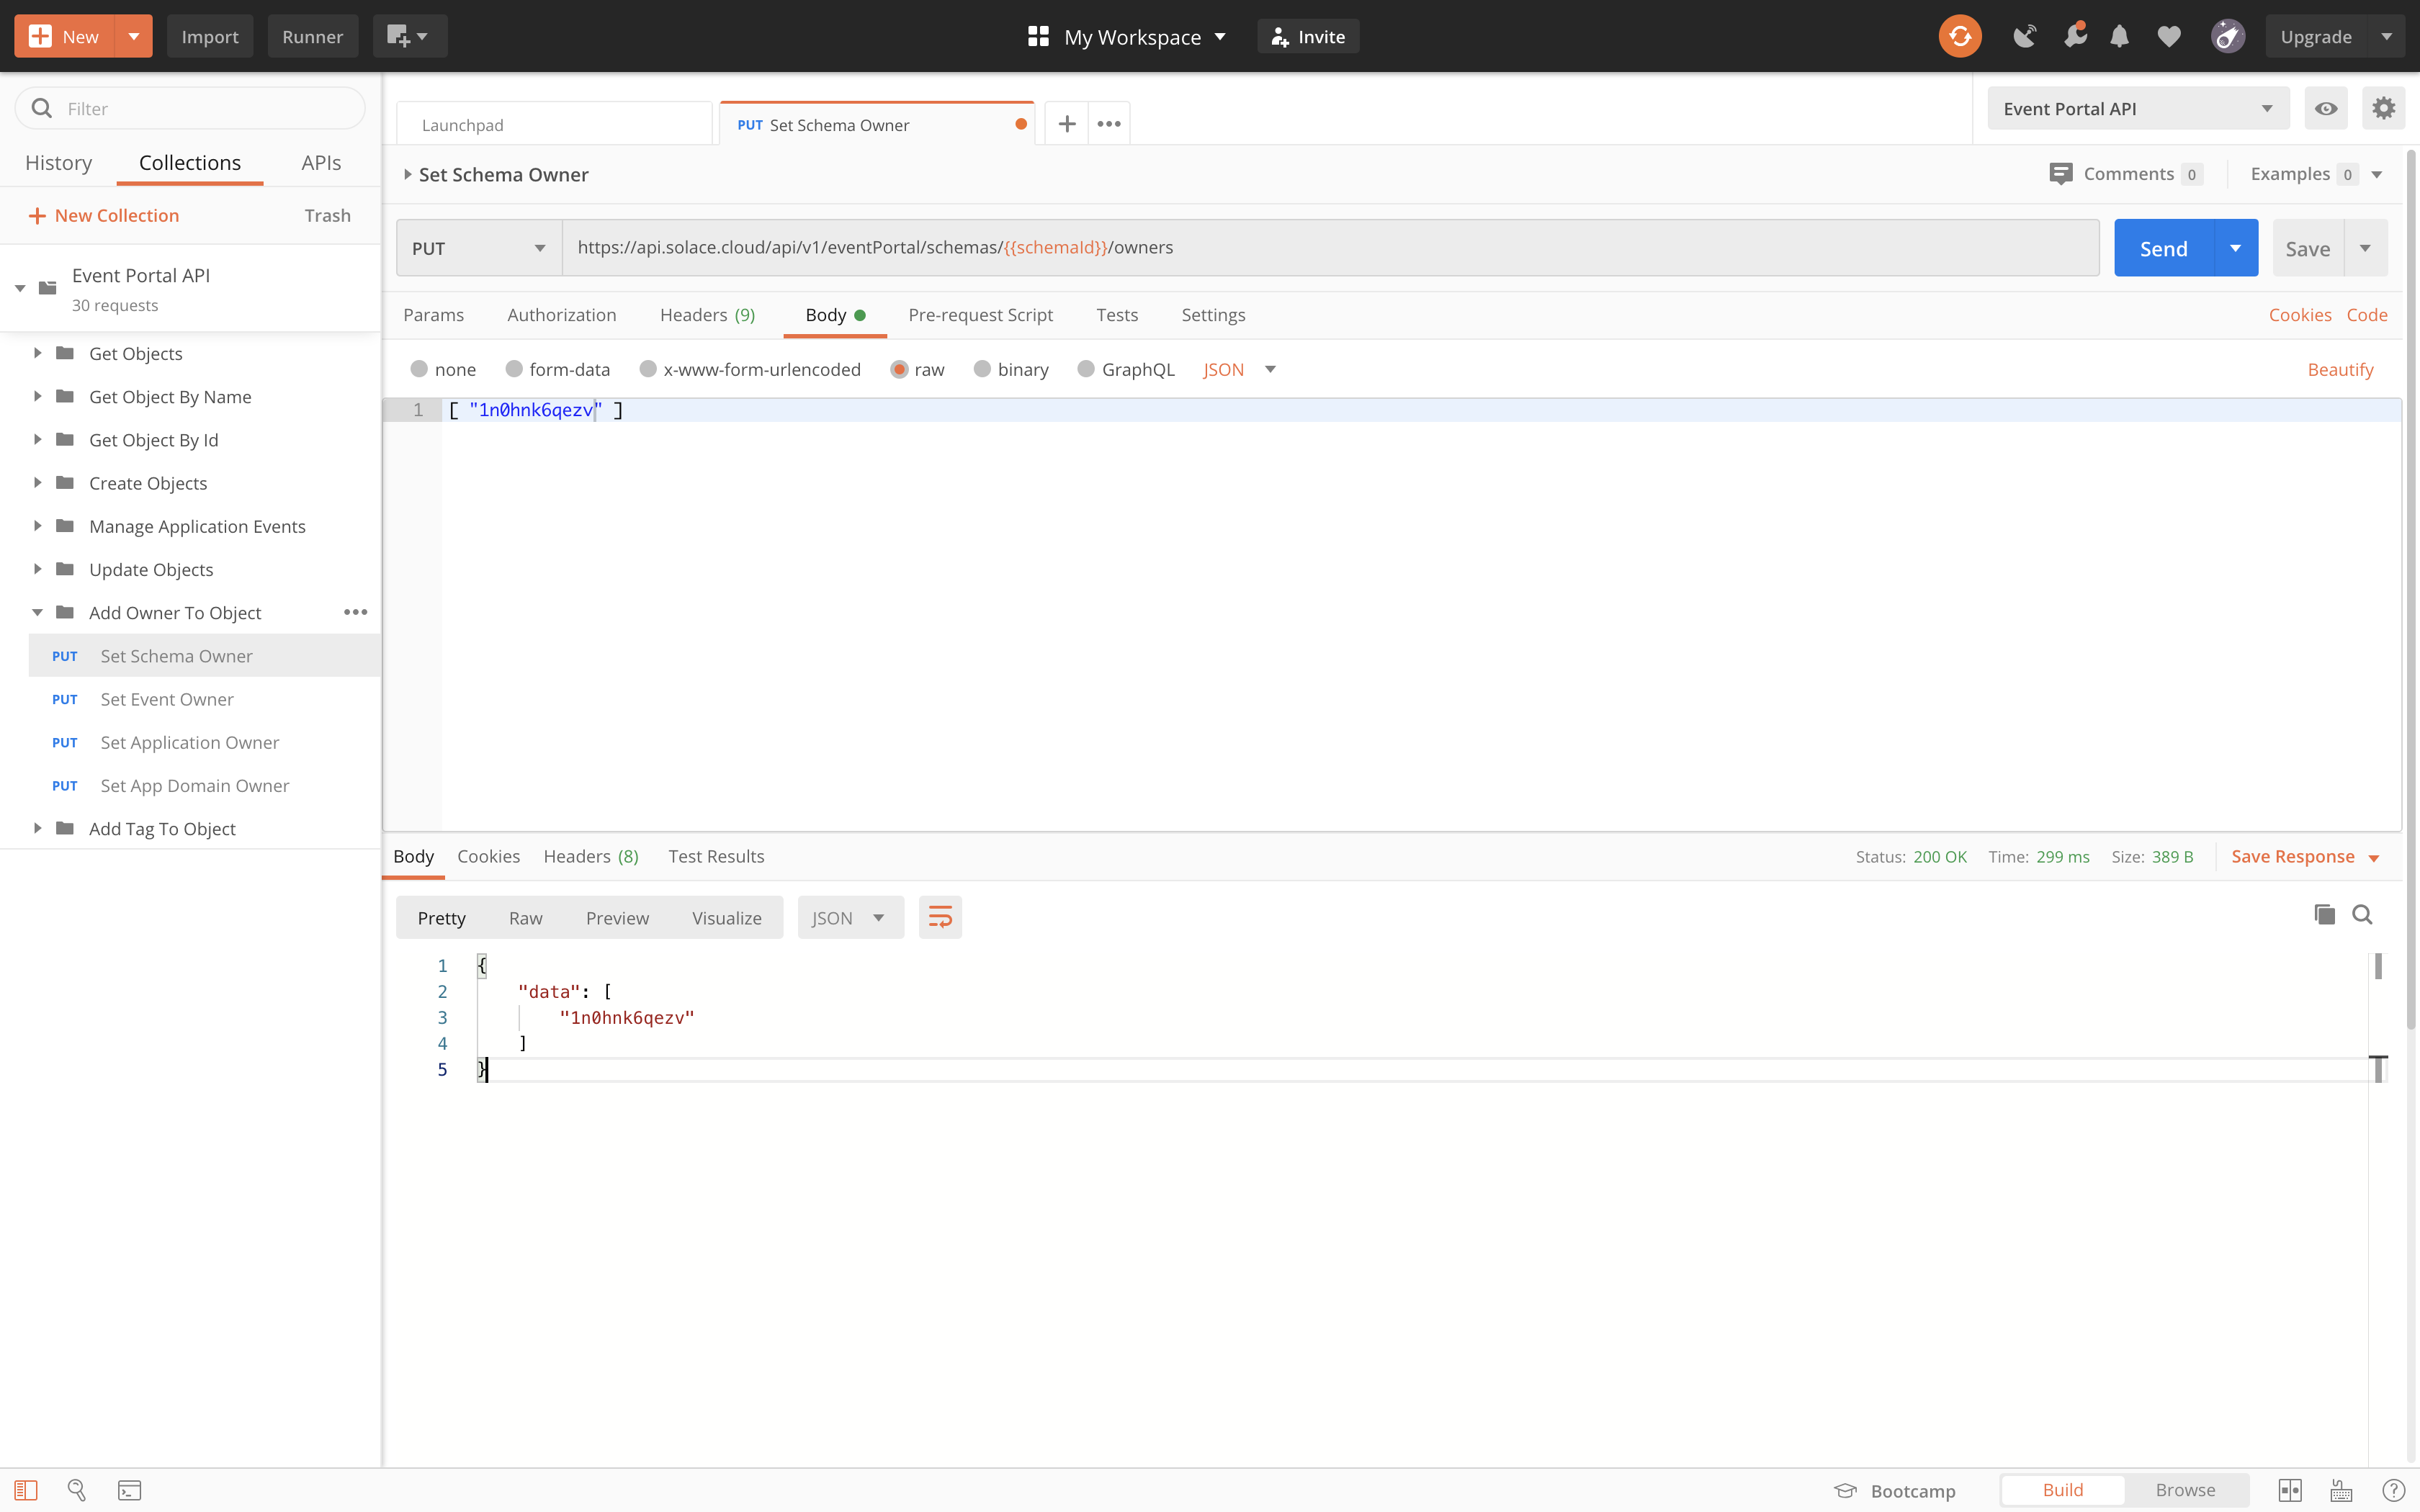 New
Import
Runner
My Workspace
Invite
Upgrade
Filter
History
Collections
APIs
New Collection
Trash
Event Portal API
30 requests
Get Objects
Get Object By Name
Get Object By Id
Create Objects
Manage Application Events
Update Objects
Add Owner To Object
PUT Set Schema Owner
PUT Set Event Owner
PUT Set Application Owner
PUT Set App Domain Owner
Add Tag To Object
Launchpad
PUT Set Schema Owner
Event Portal API
Set Schema Owner
Comments 0
Examples 0
PUT
https://api.solace.cloud/api/v1/eventPortal/schemas/{{schemaId}}/owners
Send
Save
Params Authorization Headers (9) Body Pre-request Script Tests Settings
Cookies Code
none form-data x-www-form-urlencoded raw binary GraphQL JSON
Beautify
1 [ "1n0hnk6qezv" ]
Body Cookies Headers (8) Test Results
Status: 200 OK Time: 299 ms Size: 389 B
Save Response
Pretty Raw Preview Visualize JSON
1 {
2 "data": [
3 "1n0hnk6qezv"
4 ]
5 }
Bootcamp
Build
Browse